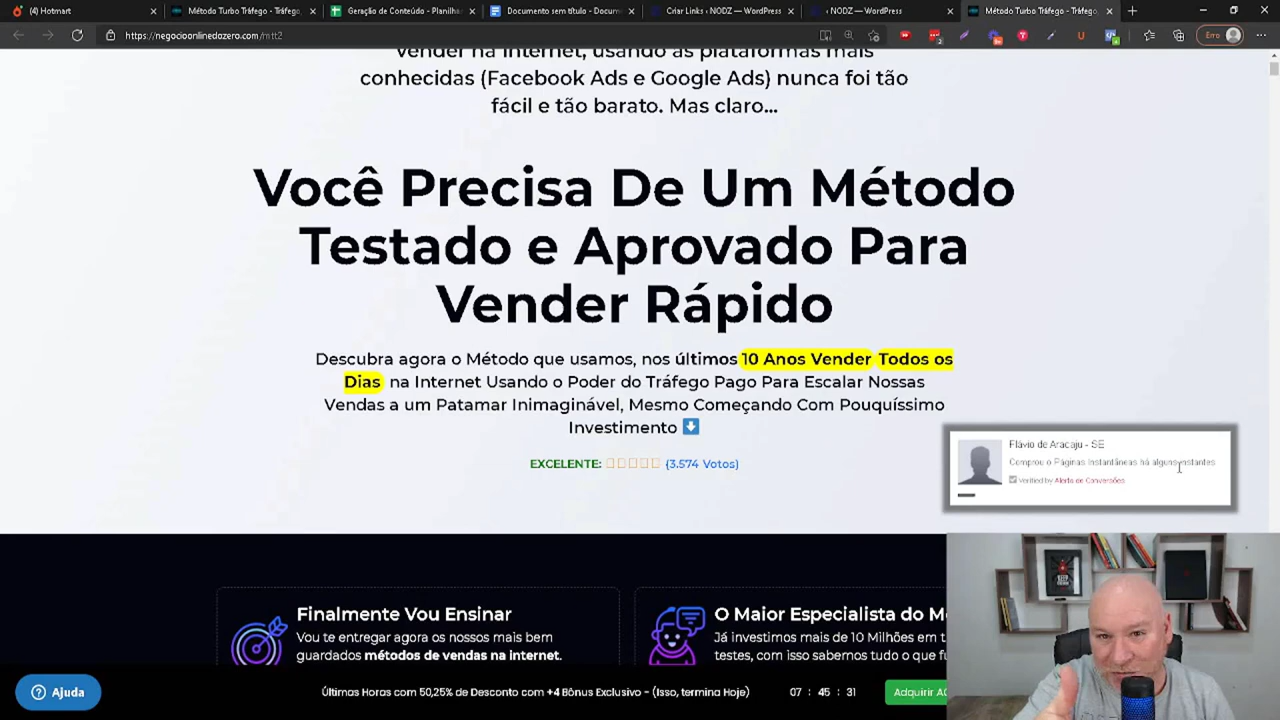 (4) Hotmart
Método Turbo Tráfego - Tráfego
Geração de Conteúdo - Planilha
Documento sem título - Docum
Criar Links ‹ NODZ — WordPress
‹ NODZ — WordPress
Método Turbo Tráfego - Tráfego
https://negocioonlinedozero.com/mtt2
Erro
vender na internet, usando as plataformas mais
conhecidas (Facebook Ads e Google Ads) nunca foi tão
fácil e tão barato. Mas claro...
Você Precisa De Um Método
Testado e Aprovado Para
Vender Rápido
Descubra agora o Método que usamos, nos últimos 10 Anos Vender Todos os
Dias na Internet Usando o Poder do Tráfego Pago Para Escalar Nossas
Vendas a um Patamar Inimaginável, Mesmo Começando Com Pouquíssimo
Investimento
EXCELENTE: (3.574 Votos)
Flávio de Aracaju - SE
Comprou o Páginas Instantâneas há alguns instantes
Verified by Alerta de Conversões
Finalmente Vou Ensinar
Vou te entregar agora os nossos mais bem
guardados métodos de vendas na internet.
O Maior Especialista do Me
Já investimos mais de 10 Milhões em t
testes, com isso sabemos tudo o que fu
Ajuda
Últimas Horas com 50,25% de Desconto com +4 Bônus Exclusivo - (Isso, termina Hoje)
07 : 45 : 31
Adquirir AG